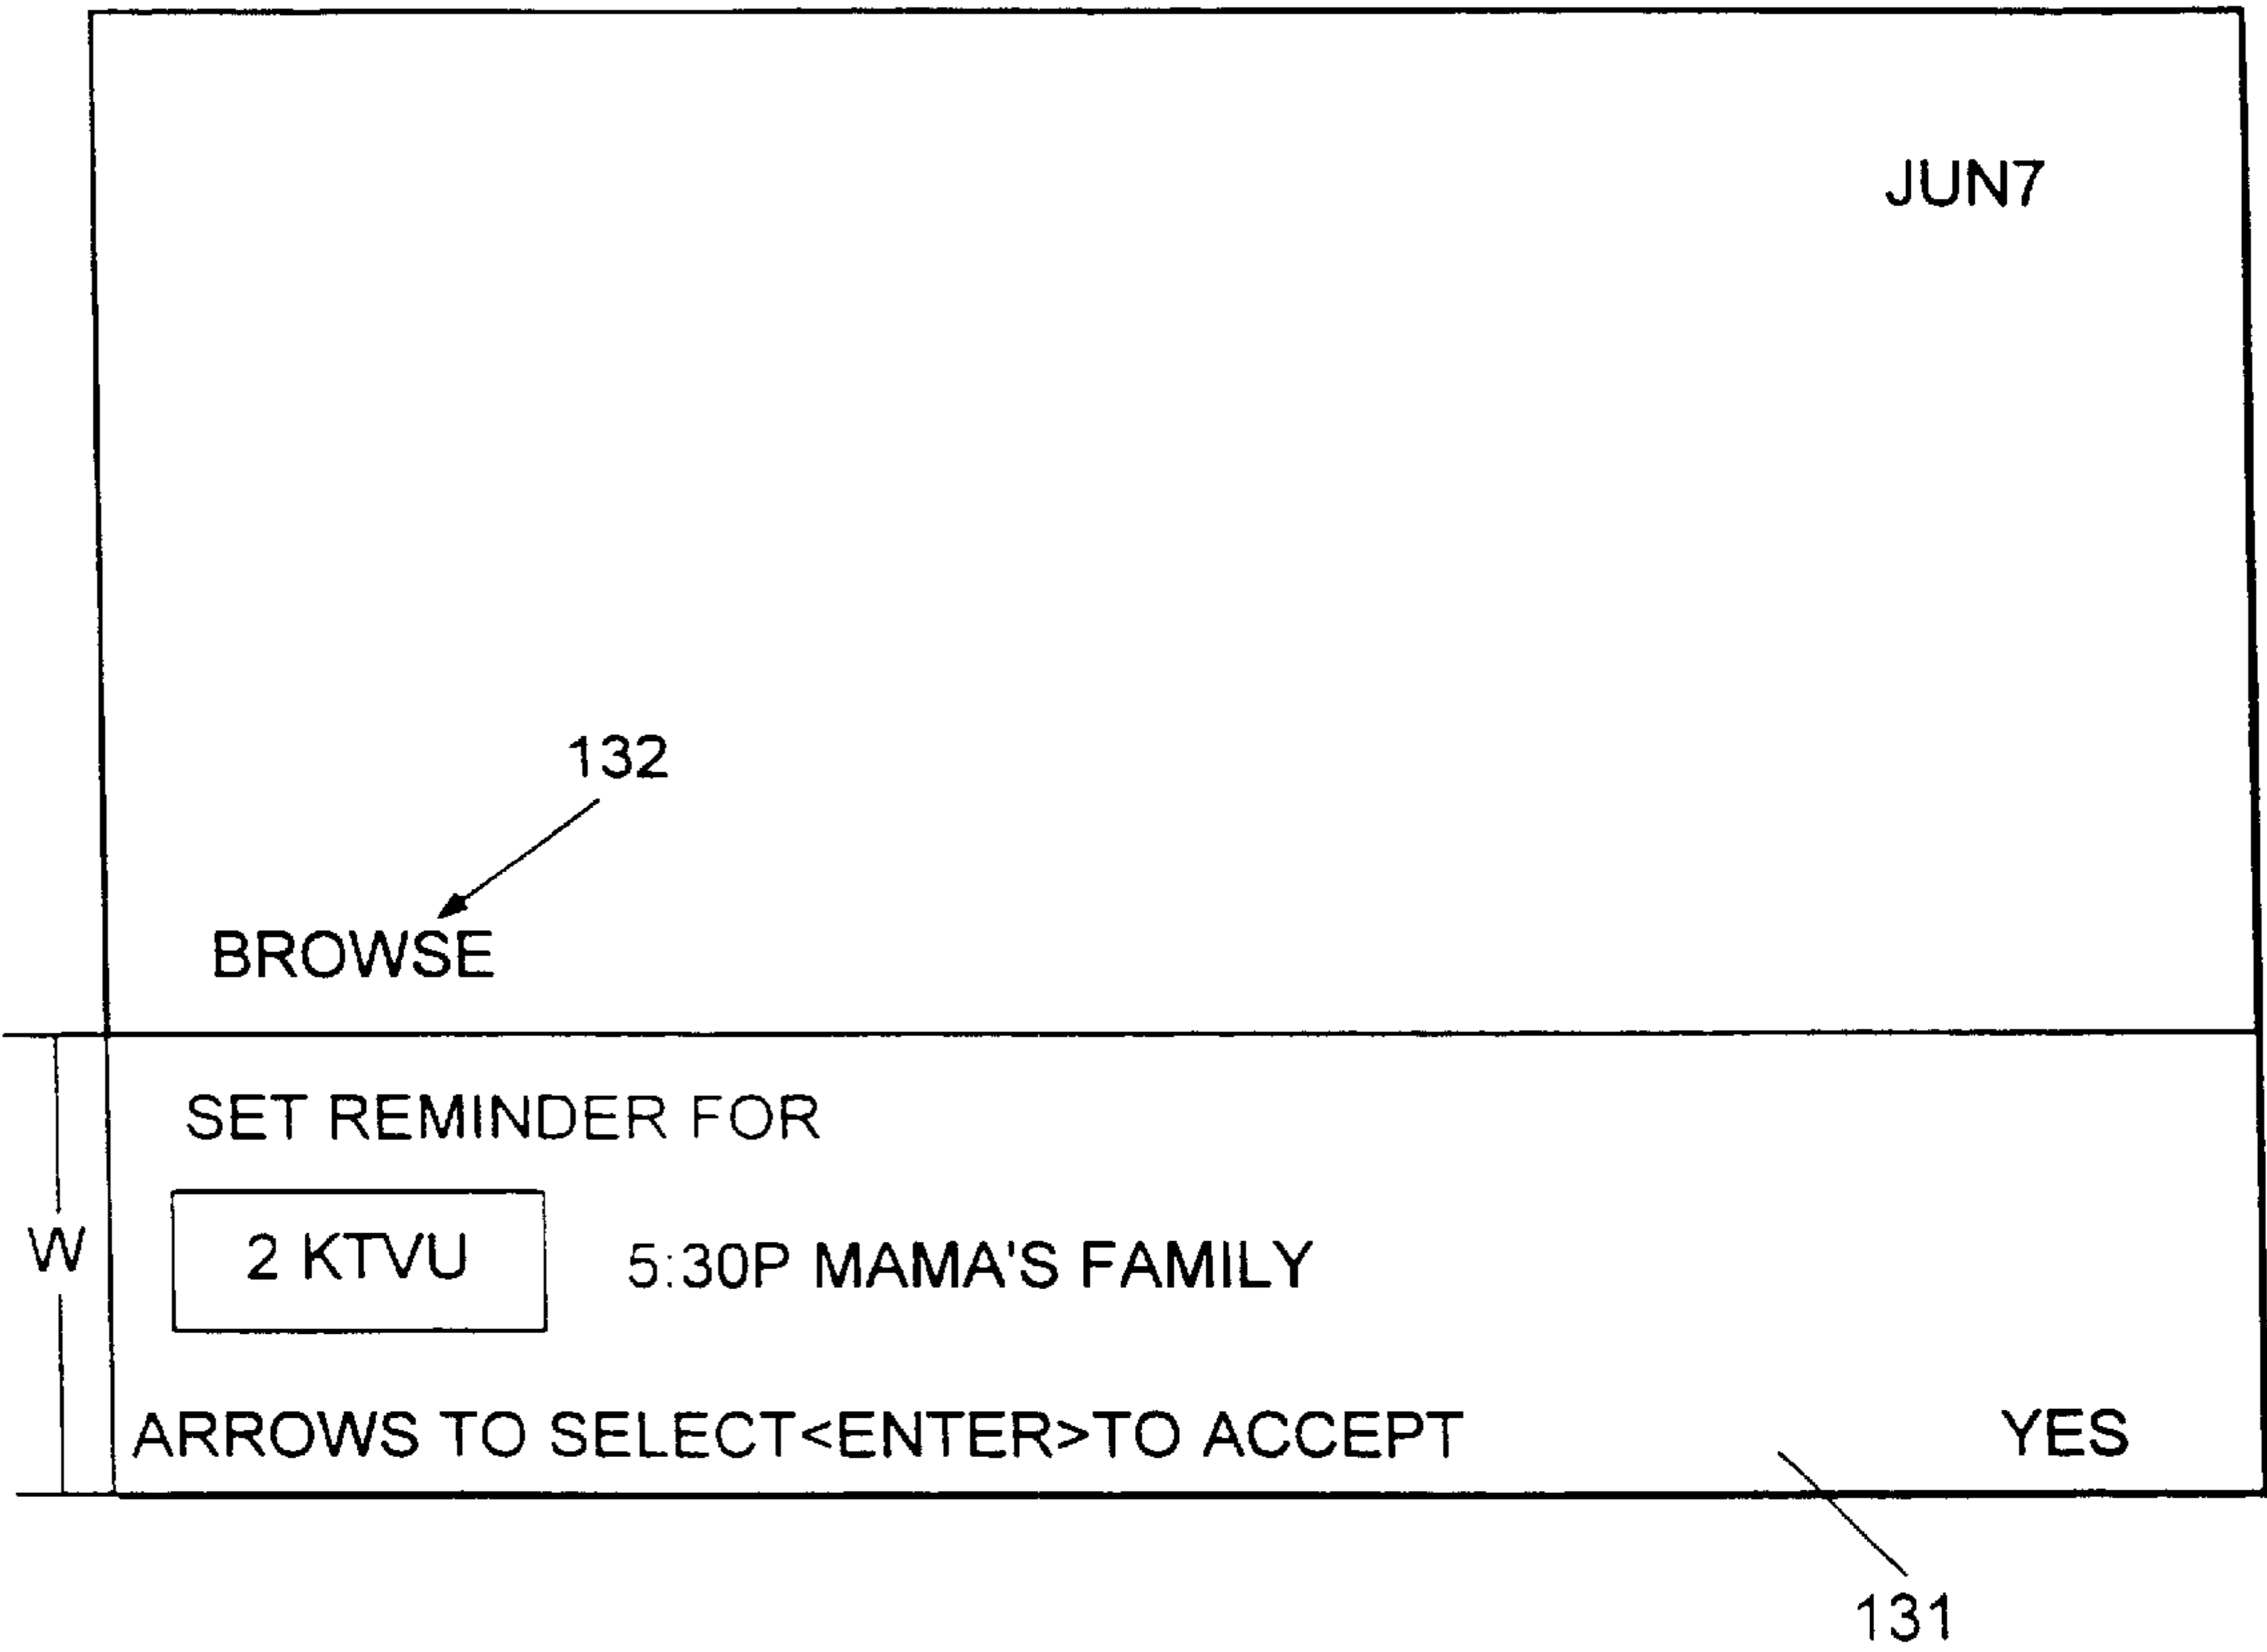 JUN7
132
BROWSE
SET REMINDER FOR
W
2 KTVU 5:30P MAMA'S FAMILY
ARROWS TO SELECT<ENTER>TO ACCEPT YES
131